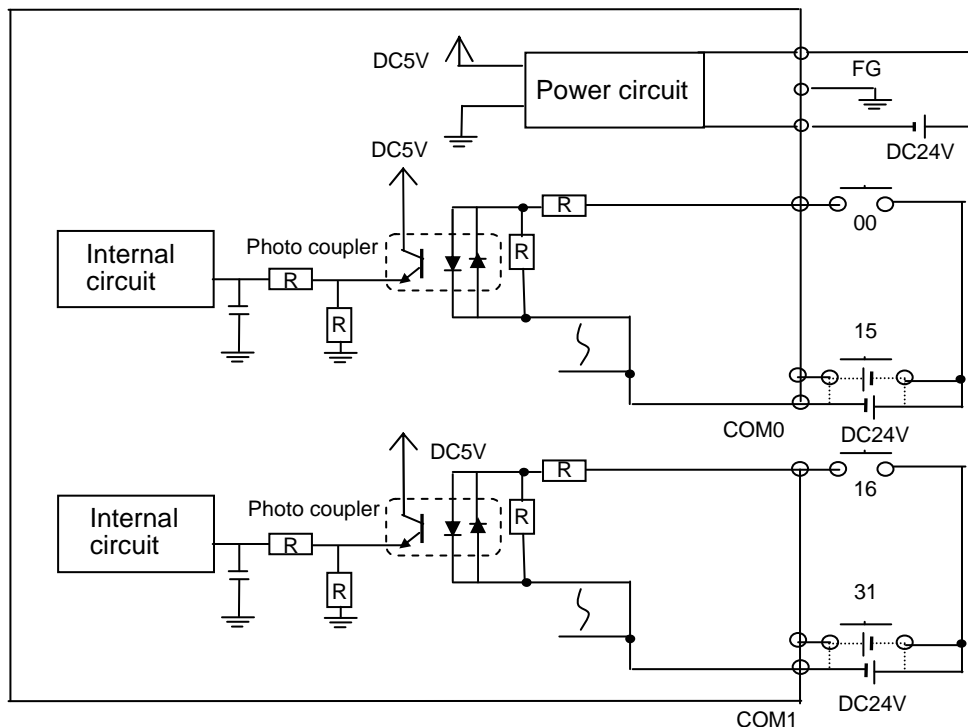 DC5V
Power circuit
FG
DC24V
DC5V
R
00
Internal
circuit
Photo coupler
R
R
R
15
COM0
DC24V
DC5V
R
16
Internal
circuit
Photo coupler
R
R
R
31
DC24V
COM1